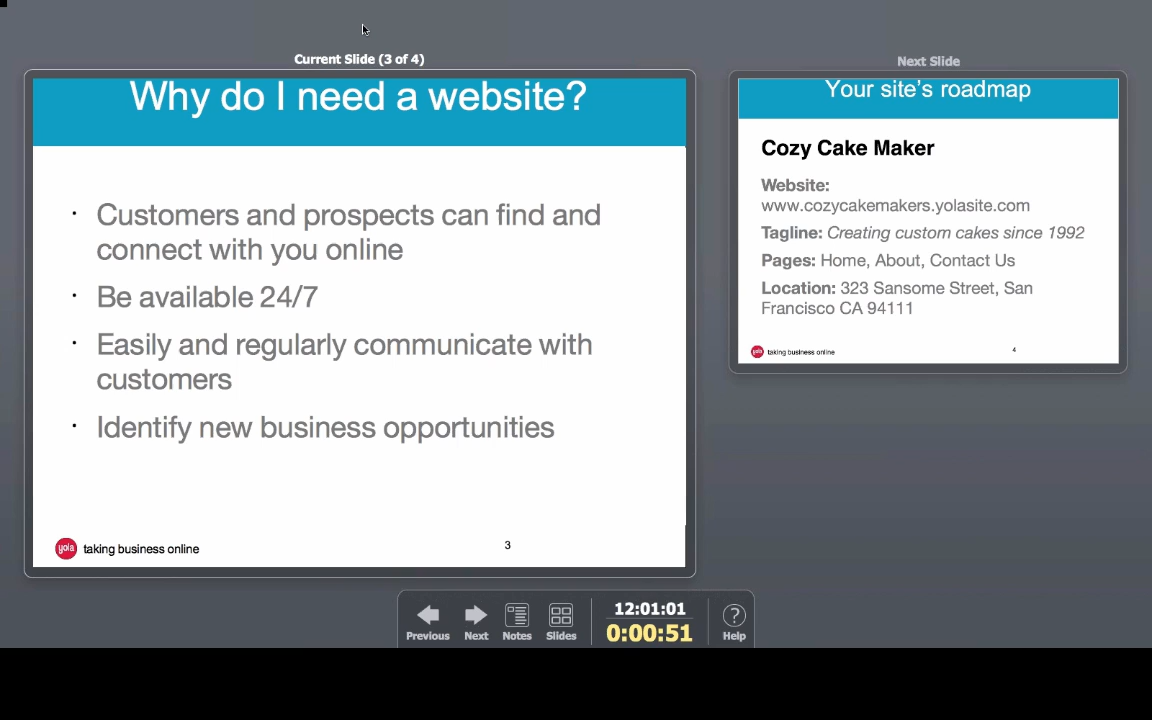 Current Slide (3 of 4)
Why do I need a website?
· Customers and prospects can find and
connect with you online
· Be available 24/7
· Easily and regularly communicate with
customers
· Identify new business opportunities
yola taking business online
3
Next Slide
Your site's roadmap
Cozy Cake Maker
Website:
www.cozycakemakers.yolasite.com
Tagline: Creating custom cakes since 1992
Pages: Home, About, Contact Us
Location: 323 Sansome Street, San
Francisco CA 94111
yola taking business online
4
Previous
Next
Notes
Slides
12:01:01
0:00:51
?
Help